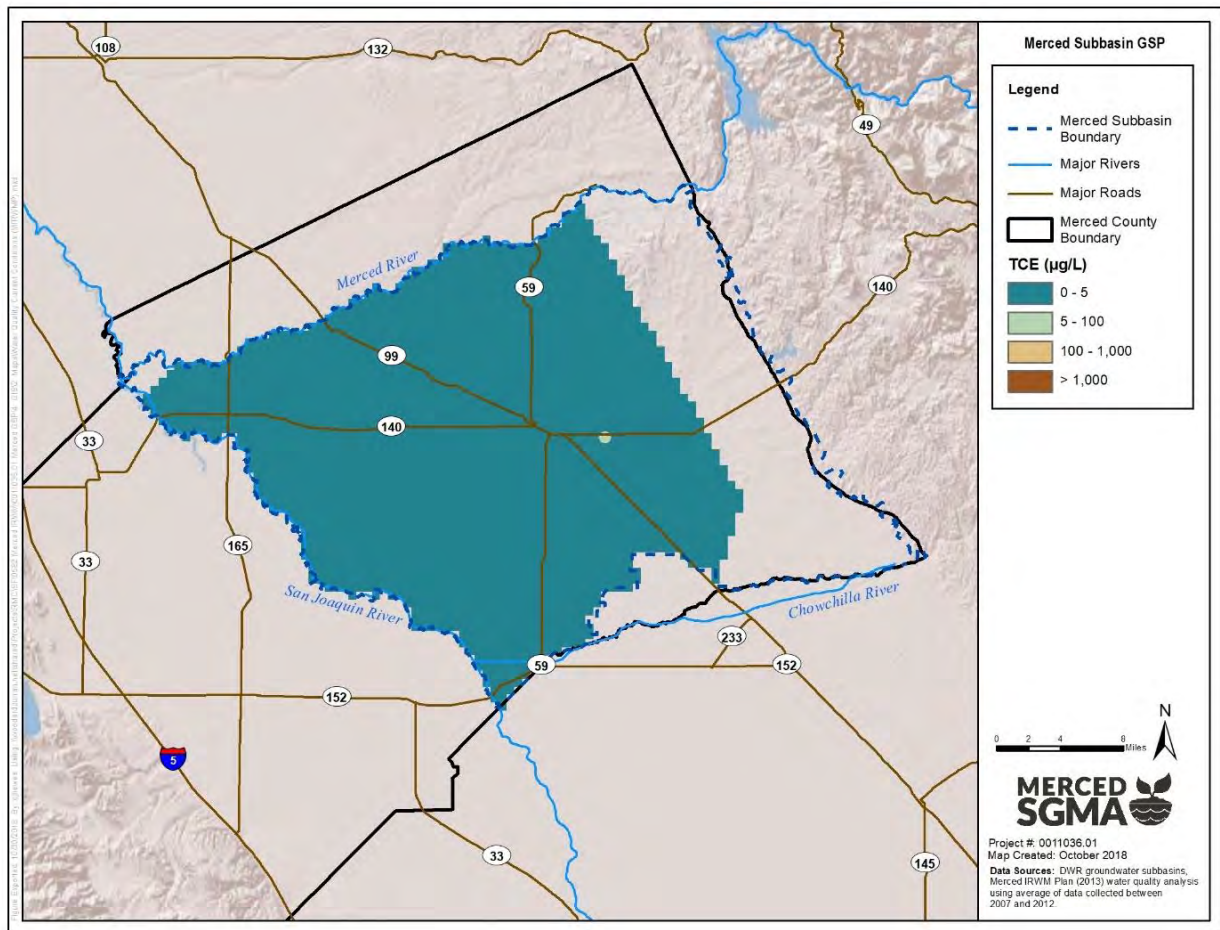 Merced Subbasin GSP
Legend
Merced Subbasin
Boundary
Major Rivers
Major Roads
Merced County
Boundary
TCE (µg/L)
0 - 5
5 - 100
100 - 1,000
> 1,000
108
132
49
Merced River
59
140
99
140
33
165
33
San Joaquin River
Chowchilla River
233
59
152
152
5
33
145
N
0 2 4 8
Miles
MERCED
SGMA
Project #: 0011036.01
Map Created: October 2018
Data Sources: DWR groundwater subbasins,
Merced IRWM Plan (2013) water quality analysis
using average of data collected between
2007 and 2012.